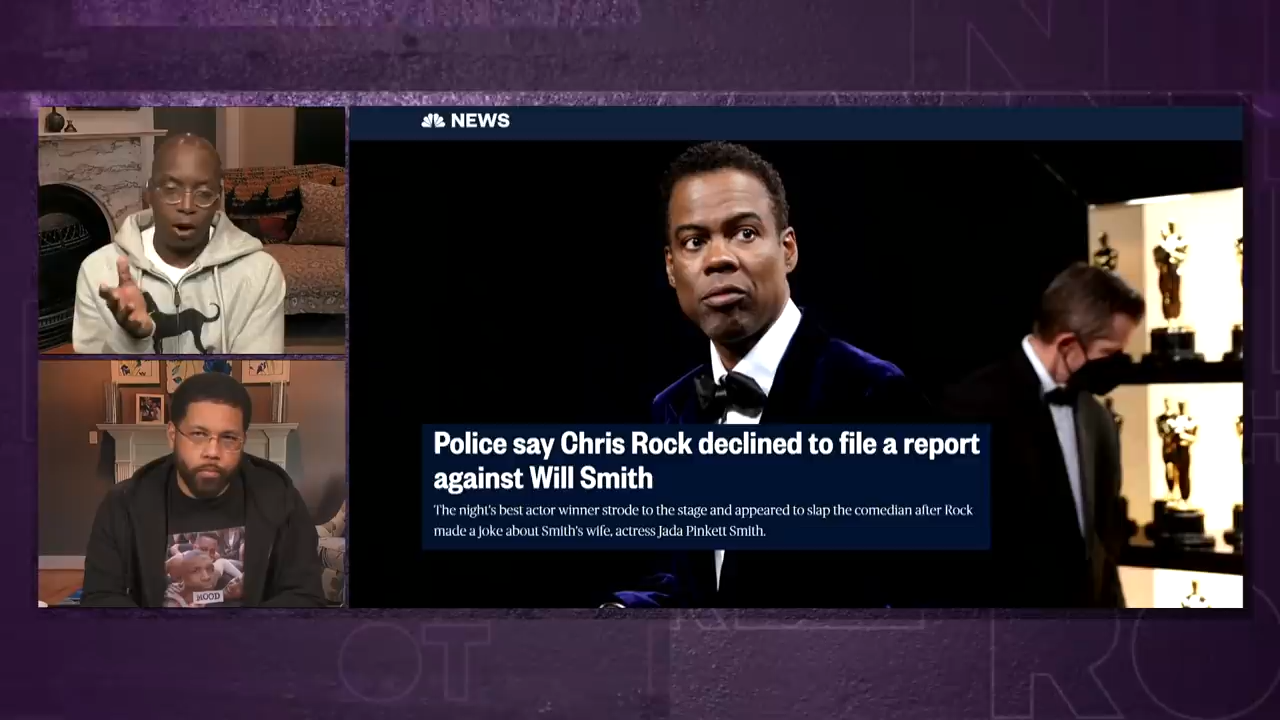 NEWS
Police say Chris Rock declined to file a report
against Will Smith
The night's best actor winner strode to the stage and appeared to slap the comedian after Rock
made a joke about Smith's wife, actress Jada Pinkett Smith.
MOOD
OT